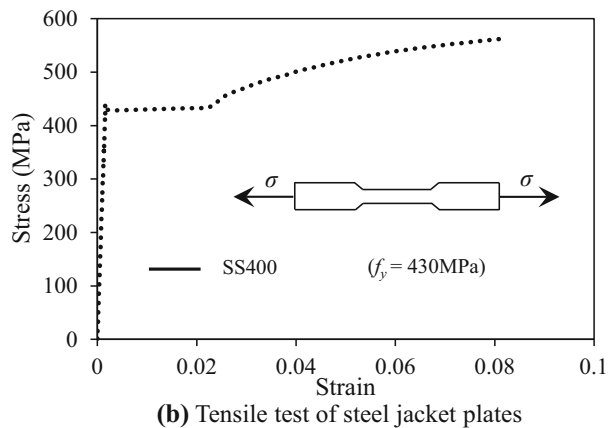 600
500
400
300
200
100
0
Stress (MPa)
σ
σ
SS400
(fy = 430MPa)
0
0.02
0.04
0.06
0.08
0.1
Strain
(b) Tensile test of steel jacket plates